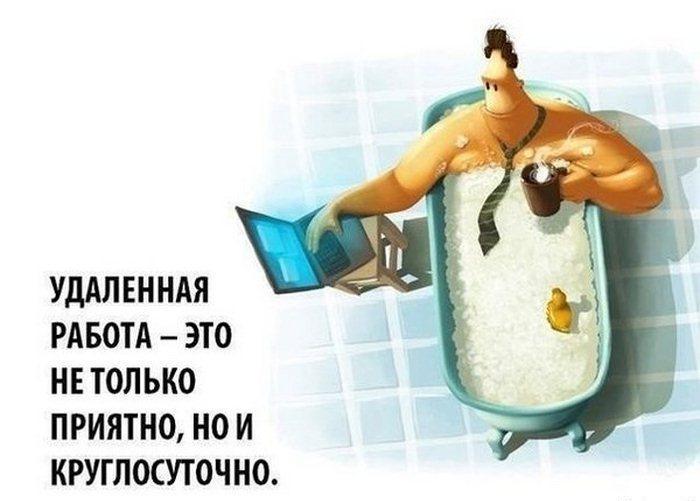 УДАЛЕННАЯ
РАБОТА – ЭТО
НЕ ТОЛЬКО
ПРИЯТНО, НО И
КРУГЛОСУТОЧНО.